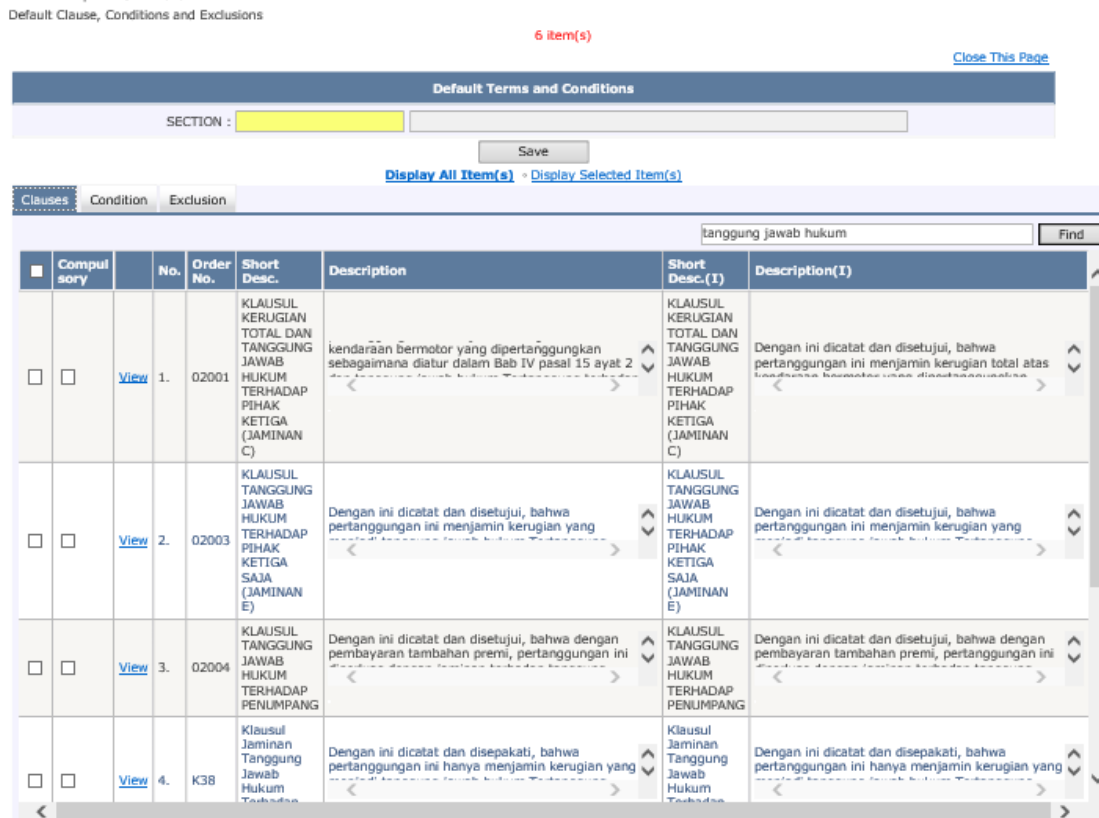 Default Clause, Conditions and Exclusions
6 item(s)
Close This Page
Default Terms and Conditions
SECTION :
Save
Display All Item(s) ◦ Display Selected Item(s)
Clauses Condition Exclusion
tanggung jawab hukum Find
Compul
sory
No.
Order
No.
Short
Desc.
Description
Short
Desc.(I)
Description(I)
View 1. 02001
KLAUSUL
KERUGIAN
TOTAL DAN
TANGGUNG
JAWAB
HUKUM
TERHADAP
PIHAK
KETIGA
(JAMINAN
C)
kendaraan bermotor yang dipertanggungkan
sebagaimana diatur dalam Bab IV pasal 15 ayat 2
KLAUSUL
KERUGIAN
TOTAL DAN
TANGGUNG
JAWAB
HUKUM
TERHADAP
PIHAK
KETIGA
(JAMINAN
C)
Dengan ini dicatat dan disetujui, bahwa
pertanggungan ini menjamin kerugian total atas
View 2. 02003
KLAUSUL
TANGGUNG
JAWAB
HUKUM
TERHADAP
PIHAK
KETIGA
SAJA
(JAMINAN
E)
Dengan ini dicatat dan disetujui, bahwa
pertanggungan ini menjamin kerugian yang
KLAUSUL
TANGGUNG
JAWAB
HUKUM
TERHADAP
PIHAK
KETIGA
SAJA
(JAMINAN
E)
Dengan ini dicatat dan disetujui, bahwa
pertanggungan ini menjamin kerugian yang
View 3. 02004
KLAUSUL
TANGGUNG
JAWAB
HUKUM
TERHADAP
PENUMPANG
Dengan ini dicatat dan disetujui, bahwa dengan
pembayaran tambahan premi, pertanggungan ini
KLAUSUL
TANGGUNG
JAWAB
HUKUM
TERHADAP
PENUMPANG
Dengan ini dicatat dan disetujui, bahwa dengan
pembayaran tambahan premi, pertanggungan ini
View 4. K38
Klausul
Jaminan
Tanggung
Jawab
Hukum
Dengan ini dicatat dan disepakati, bahwa
pertanggungan ini hanya menjamin kerugian yang
Klausul
Jaminan
Tanggung
Jawab
Hukum
Dengan ini dicatat dan disepakati, bahwa
pertanggungan ini hanya menjamin kerugian yang